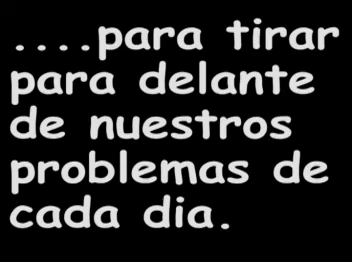 ....para tirar
para delante
de nuestros
problemas de
cada dia.